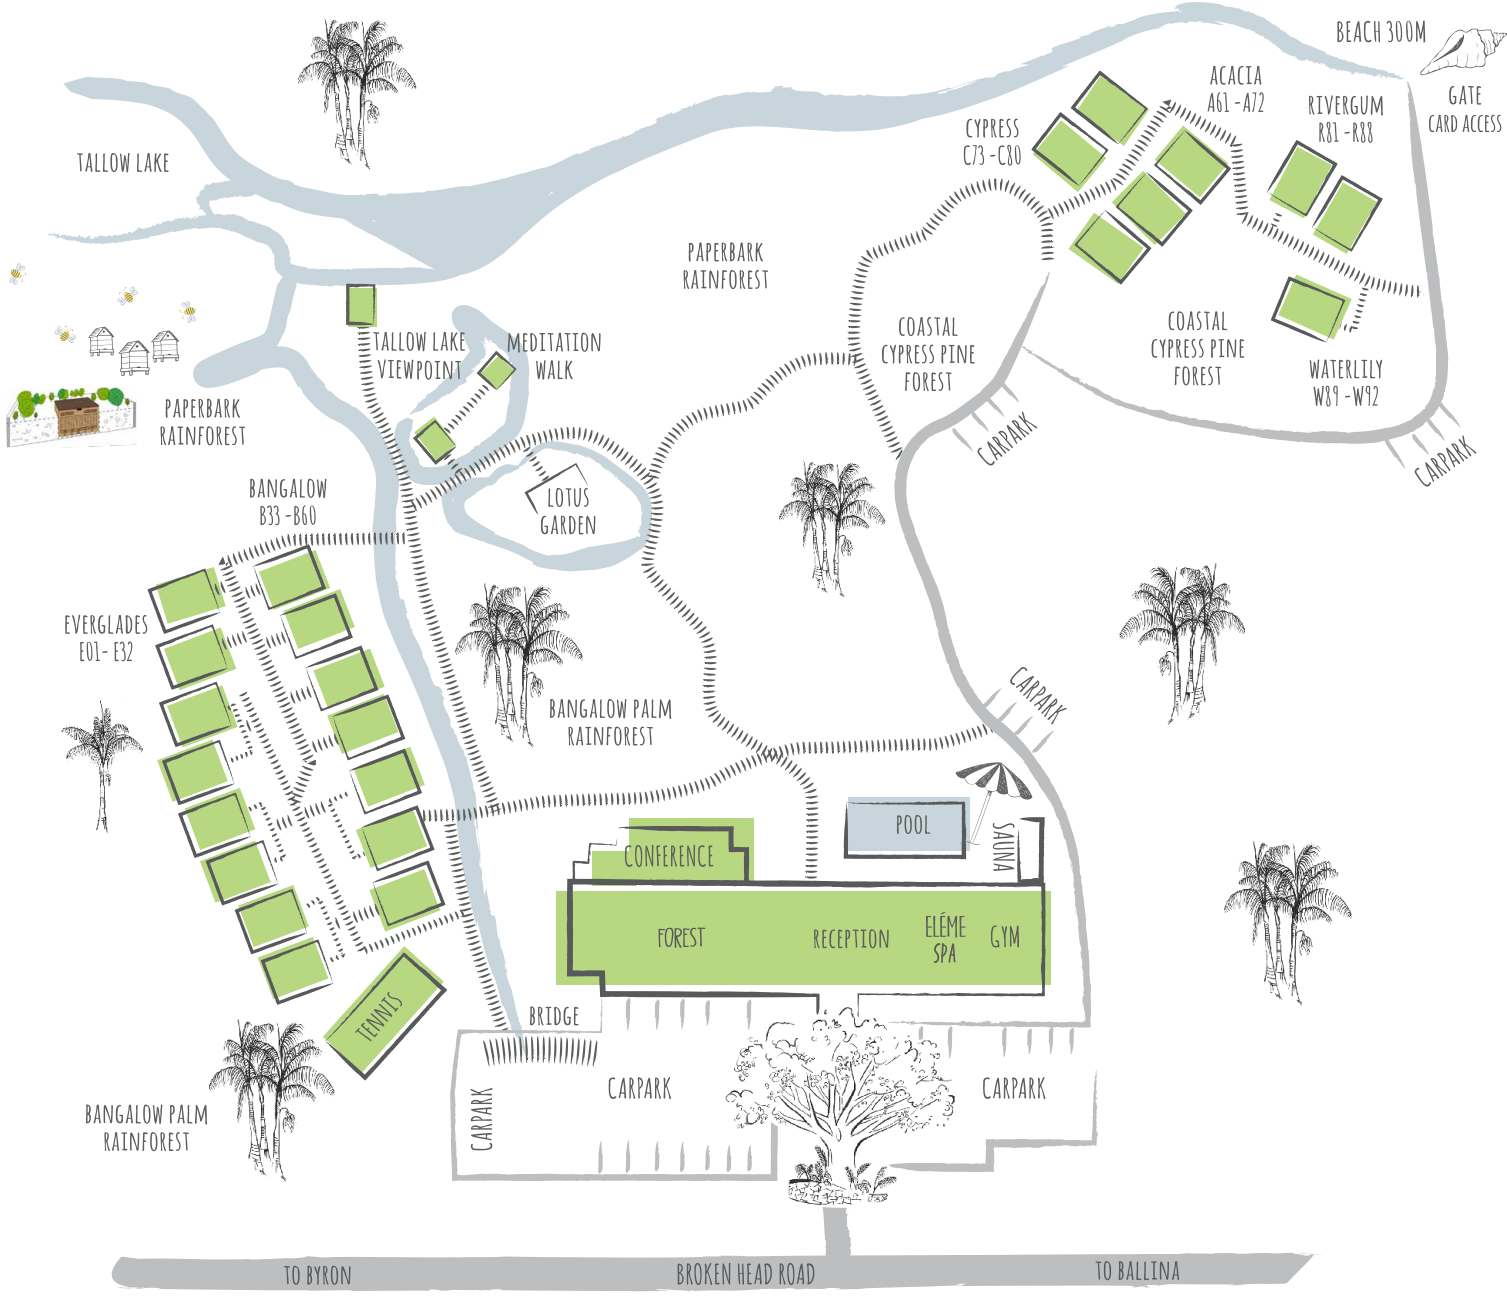 BEACH 300M
GATE
CARD ACCESS
ACACIA
A61 -A72
RIVERGUM
R81 -R88
CYPRESS
C73 -C80
TALLOW LAKE
PAPERBARK
RAINFOREST
COASTAL
CYPRESS PINE
FOREST
COASTAL
CYPRESS PINE
FOREST
TALLOW LAKE
VIEWPOINT
MEDITATION
WALK
WATERLILY
W89 -W92
PAPERBARK
RAINFOREST
CARPARK
CARPARK
BANGALOW
B33 -B60
LOTUS
GARDEN
EVERGLADES
E01- E32
BANGALOW PALM
RAINFOREST
CARPARK
POOL
SAUNA
CONFERENCE
FOREST
RECEPTION
ELÉME
SPA
GYM
TENNIS
BRIDGE
CARPARK
CARPARK
CARPARK
BANGALOW PALM
RAINFOREST
TO BYRON
BROKEN HEAD ROAD
TO BALLINA